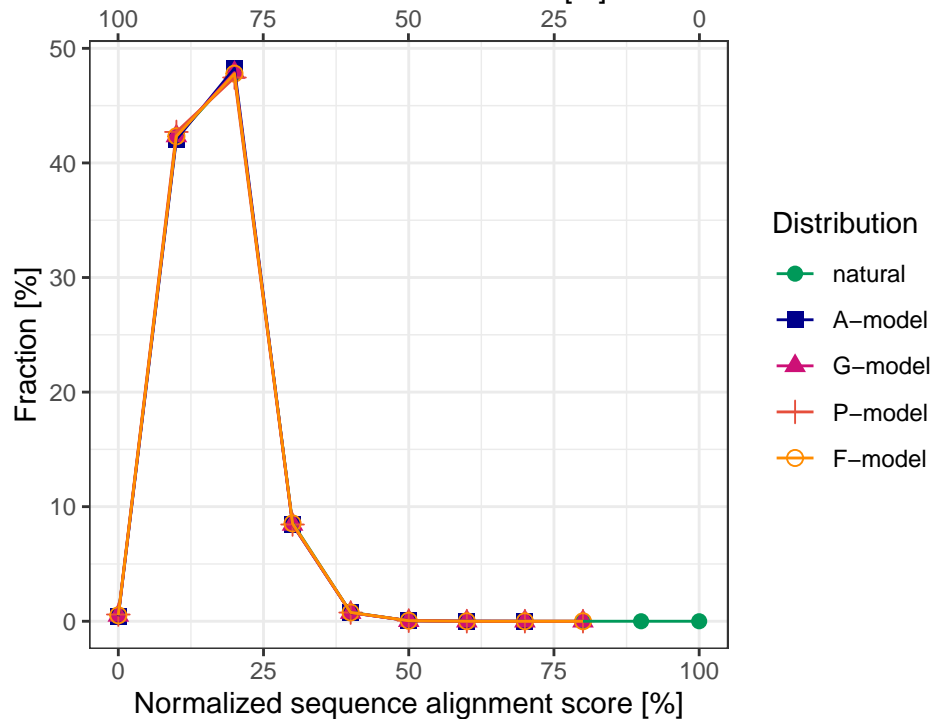 100 75 50 25 0
50
40
30
20
10
0
Fraction [%]
0 25 50 75 100
Normalized sequence alignment score [%]
Distribution
natural
A−model
G−model
P−model
F−model